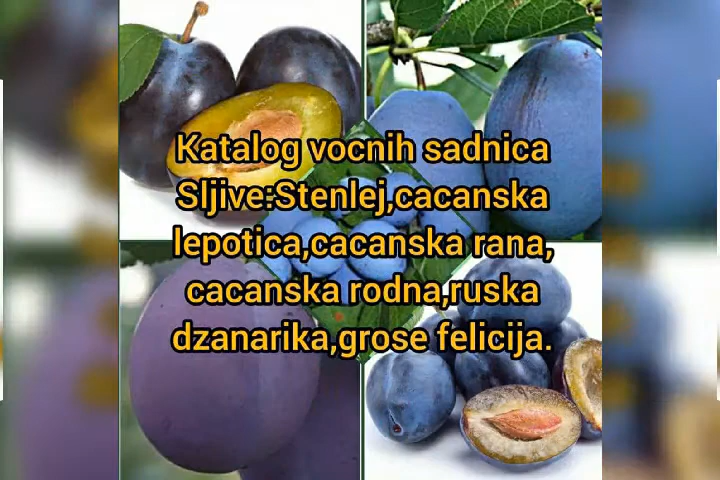 Katalog vocnih sadnica
Sljive:Stenlej,cacanska
lepotica,cacanska rana,
cacanska rodna,ruska
dzanarika,grose felicija.